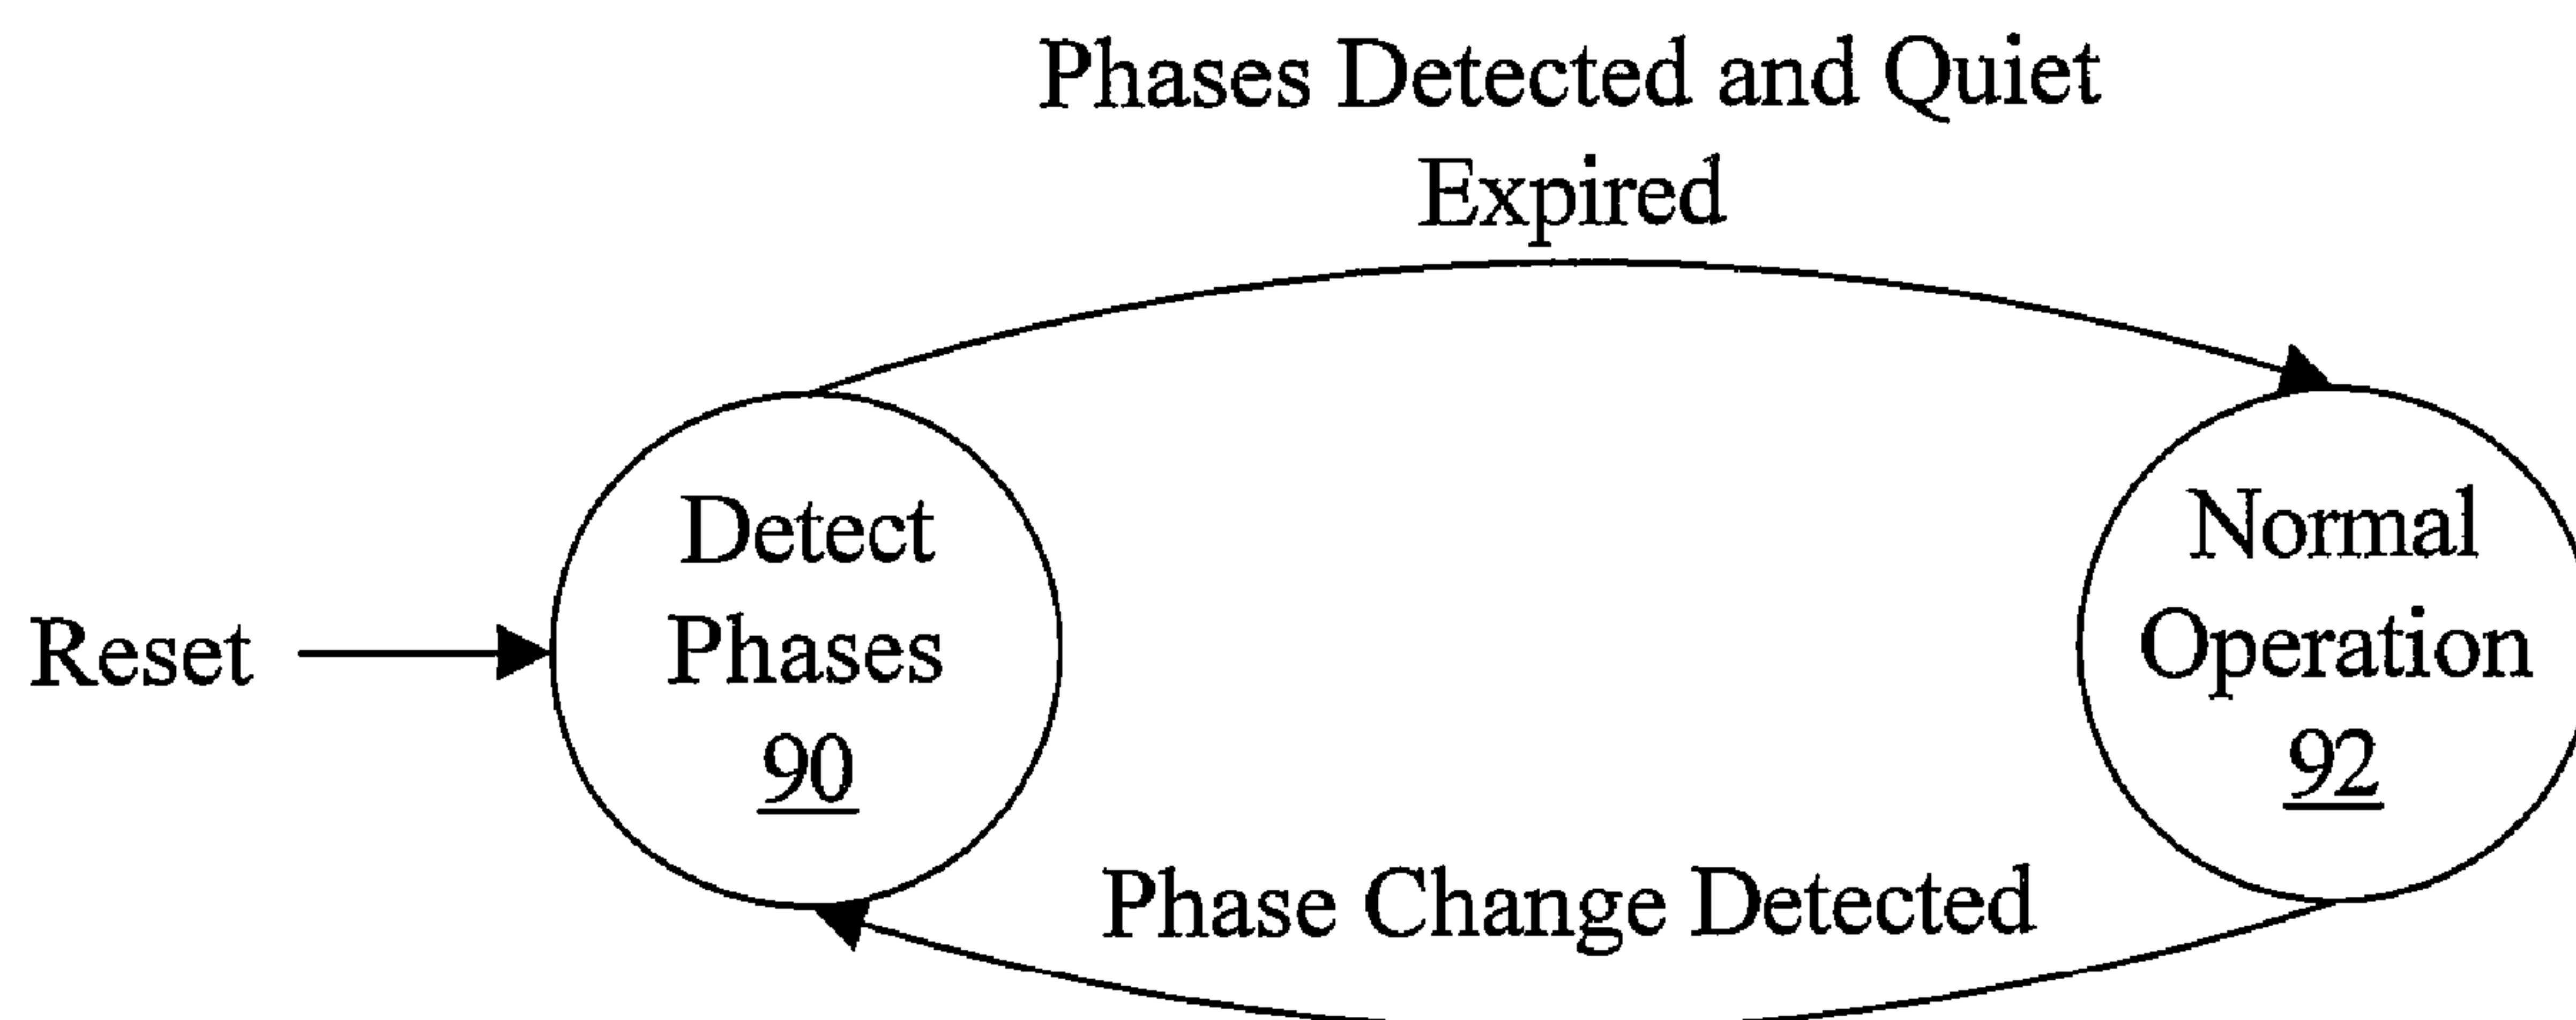 Phases Detected and Quiet
Expired
Reset
Detect
Phases
90
Normal
Operation
92
Phase Change Detected